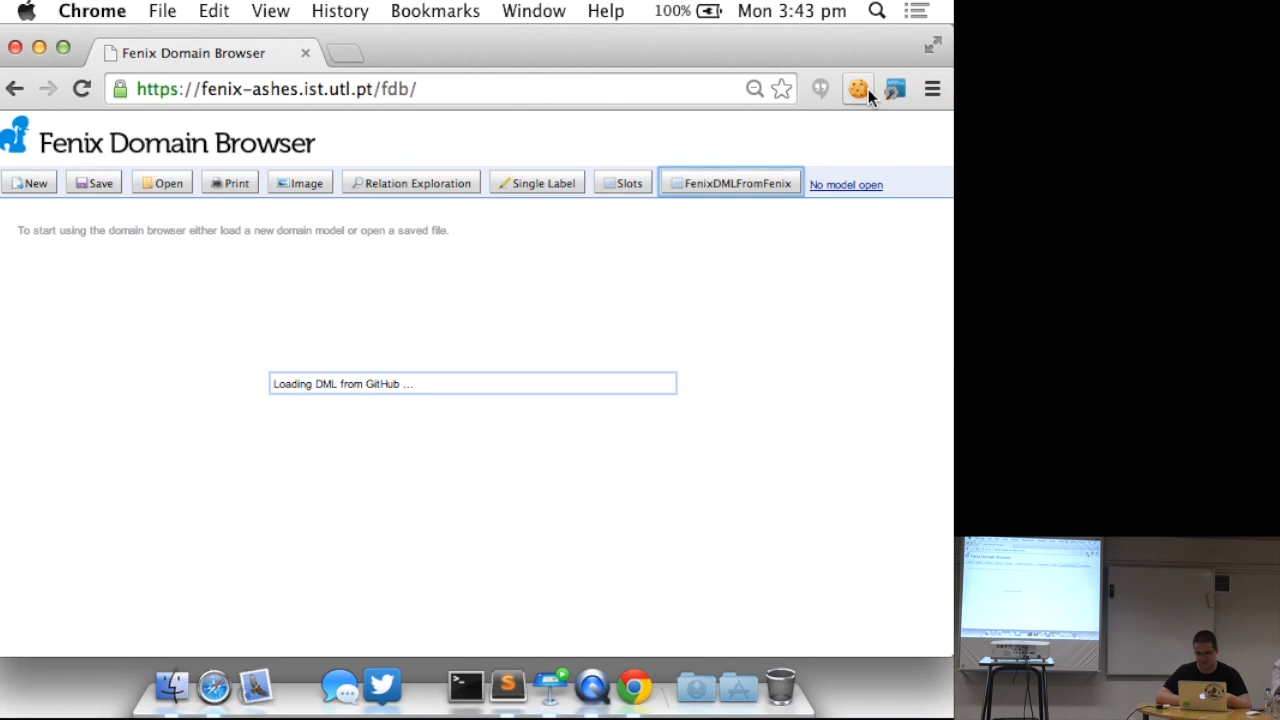 Chrome File Edit View History Bookmarks Window Help 100% Mon 3:43 pm
Fenix Domain Browser
https://fenix-ashes.ist.utl.pt/fdb/
Fenix Domain Browser
New Save Open Print Image Relation Exploration Single Label Slots FenixDMLFromFenix No model open
To start using the domain browser either load a new domain model or open a saved file.
Loading DML from GitHub ...